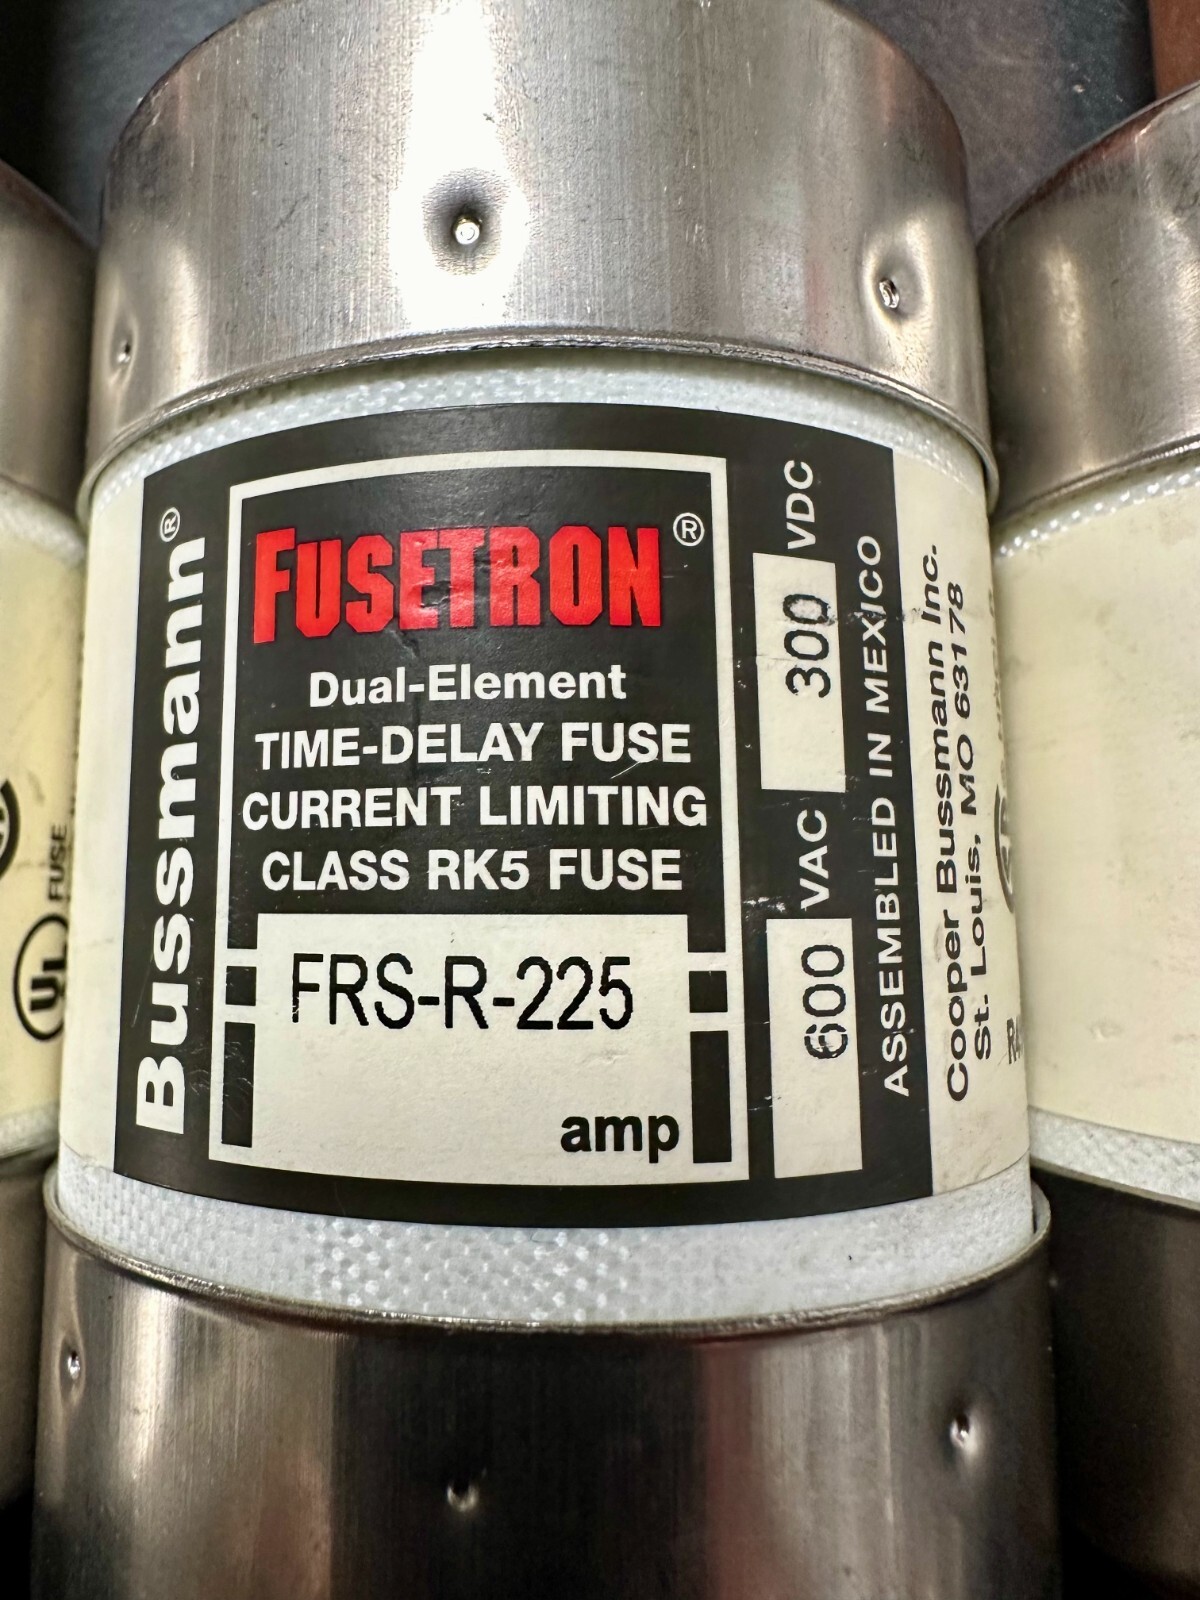 Bussmann®
FUSETRON®
Dual-Element
TIME-DELAY FUSE
CURRENT LIMITING
CLASS RK5 FUSE
FRS-R-225
amp
600 VAC 300 VDC
ASSEMBLED IN MEXICO
Cooper Bussmann Inc.
St. Louis, MO 63178
UL
FUSE